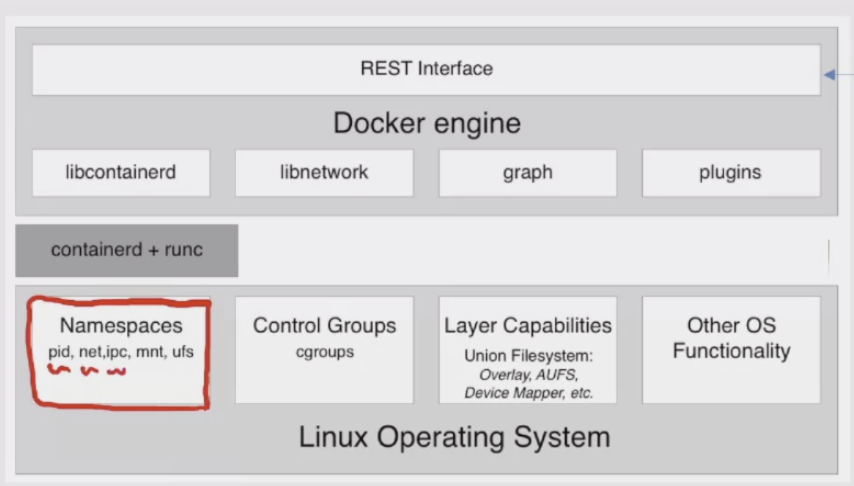 REST Interface
Docker engine
libcontainerd
libnetwork
graph
plugins
containerd + runc
Namespaces
pid, net,ipc, mnt, ufs
Control Groups
cgroups
Layer Capabilities
Union Filesystem:
Overlay, AUFS,
Device Mapper, etc.
Other OS
Functionality
Linux Operating System